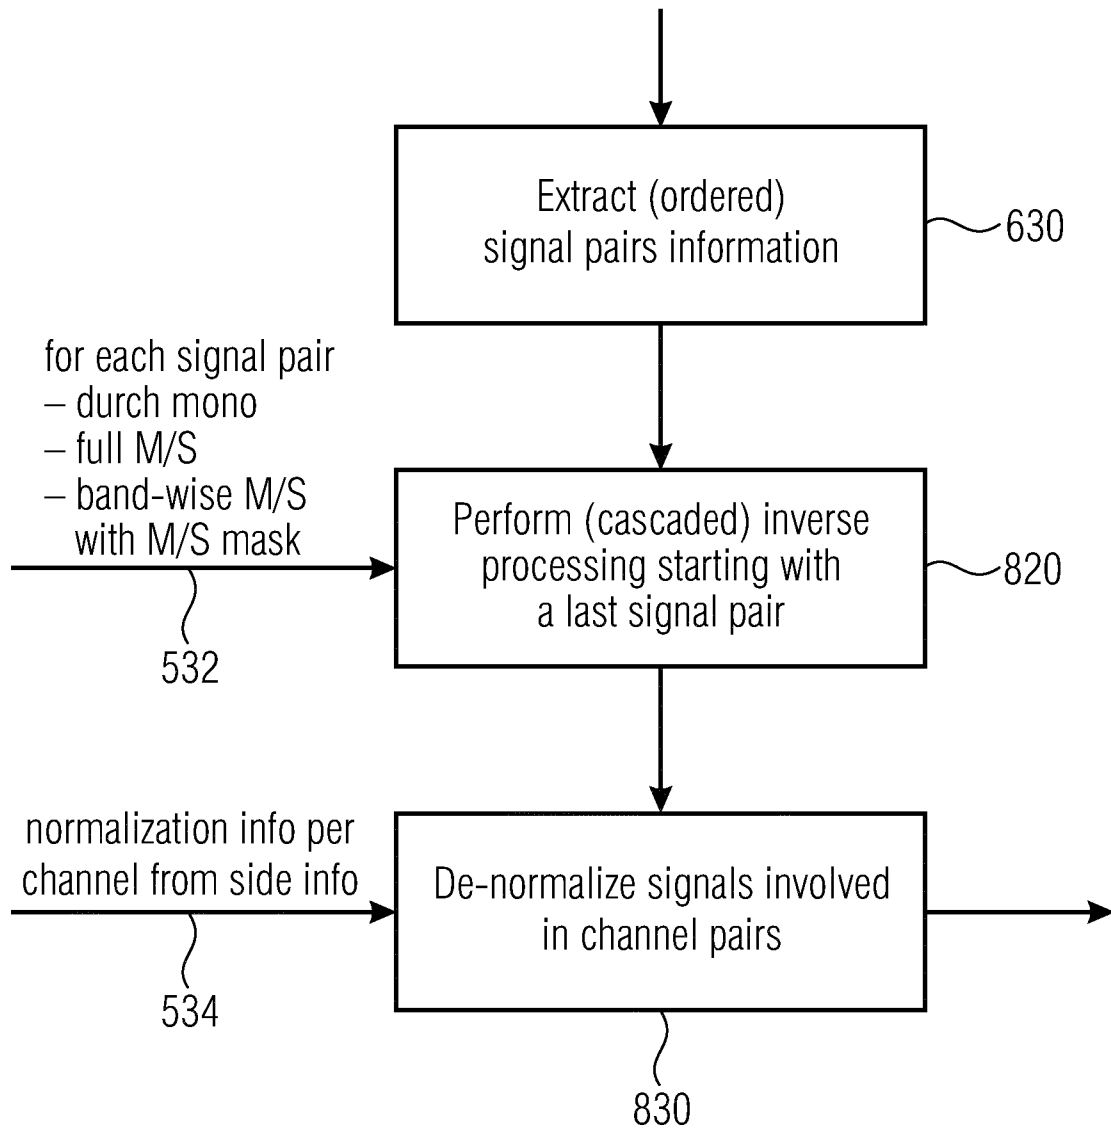 Extract (ordered)
signal pairs information
630
for each signal pair
– durch mono
– full M/S
– band-wise M/S
with M/S mask
532
Perform (cascaded) inverse
processing starting with
a last signal pair
820
normalization info per
channel from side info
534
De-normalize signals involved
in channel pairs
830